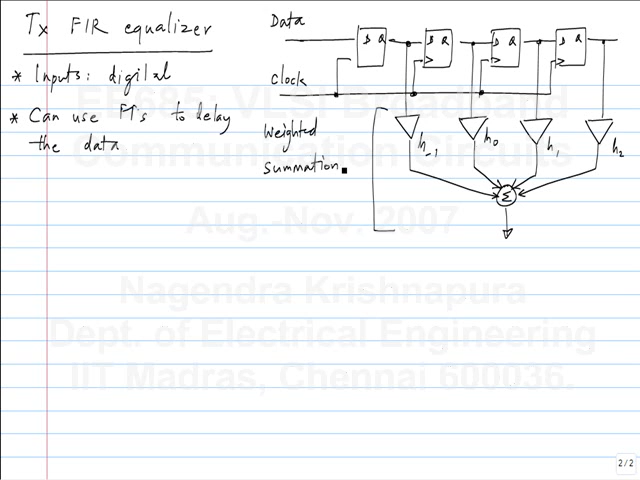 Tx FIR equalizer
* Inputs: digital
* Can use FF's to delay
the data
Data
D Q D Q D Q D Q
Clock
Weighted
summation
h-1 h0 h1 h2
Σ
EE685: VLSI Broadband
Communication Circuits
Aug.-Nov. 2007
Nagendra Krishnapura
Dept. of Electrical Engineering
IIT Madras, Chennai 600036.
2/2